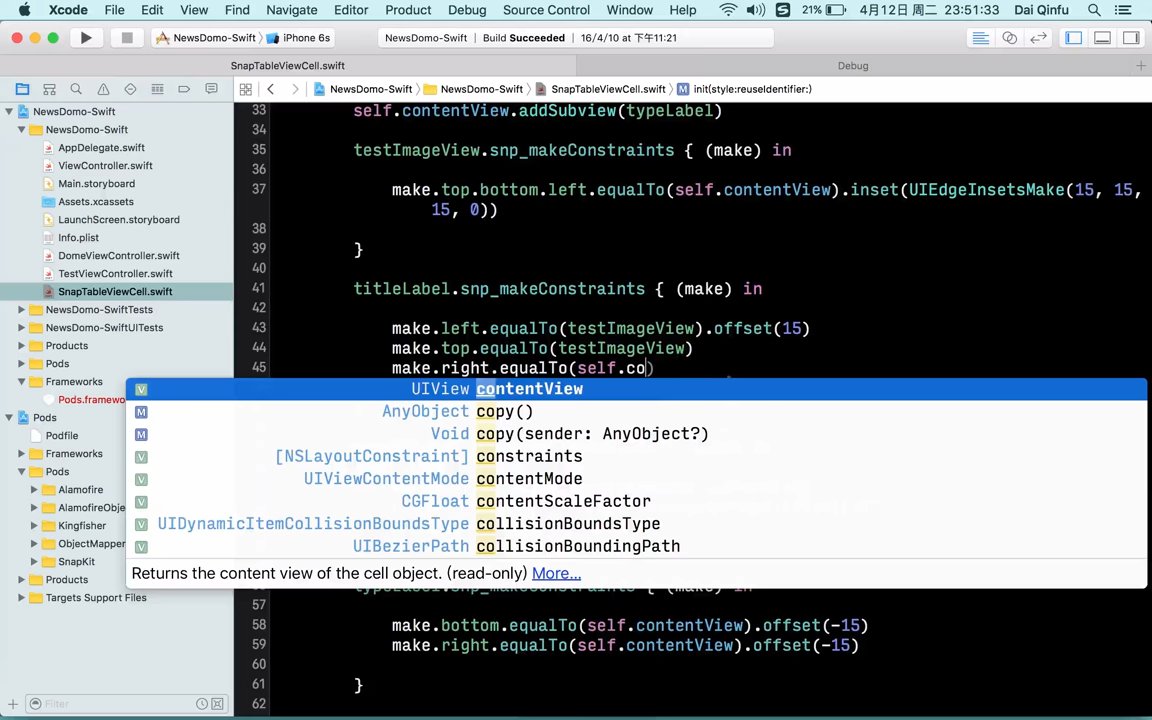 Xcode File Edit View Find Navigate Editor Product Debug Source Control Window Help 21% 4月12日 周二 23:51:33 Dai Qinfu
NewsDomo-Swift iPhone 6s NewsDomo-Swift | Build Succeeded | 16/4/10 at 下午11:21
SnapTableViewCell.swift Debug
NewsDomo-Swift NewsDomo-Swift SnapTableViewCell.swift M init(style:reuseIdentifier:)
NewsDomo-Swift
NewsDomo-Swift
AppDelegate.swift
ViewController.swift
Main.storyboard
Assets.xcassets
LaunchScreen.storyboard
Info.plist
DomeViewController.swift
TestViewController.swift
SnapTableViewCell.swift
NewsDomo-SwiftTests
NewsDomo-SwiftUITests
Products
Pods
Frameworks
Pods.framewo
Pods
Podfile
Frameworks
Pods
Alamofire
AlamofireObje
Kingfisher
ObjectMapper
SnapKit
Products
Targets Support Files
Filter
33 self.contentView.addSubview(typeLabel)
34
35 testImageView.snp_makeConstraints { (make) in
36
37 make.top.bottom.left.equalTo(self.contentView).inset(UIEdgeInsetsMake(15, 15,
15, 0))
38
39 }
40
41 titleLabel.snp_makeConstraints { (make) in
42
43 make.left.equalTo(testImageView).offset(15)
44 make.top.equalTo(testImageView)
45 make.right.equalTo(self.co)
V UIView contentView
M AnyObject copy()
M Void copy(sender: AnyObject?)
V [NSLayoutConstraint] constraints
V UIViewContentMode contentMode
V CGFloat contentScaleFactor
V UIDynamicItemCollisionBoundsType collisionBoundsType
V UIBezierPath collisionBoundingPath
Returns the content view of the cell object. (read-only) More...
typeLabel.snp_makeConstraints { (make) in
57
58 make.bottom.equalTo(self.contentView).offset(-15)
59 make.right.equalTo(self.contentView).offset(-15)
60
61 }
62